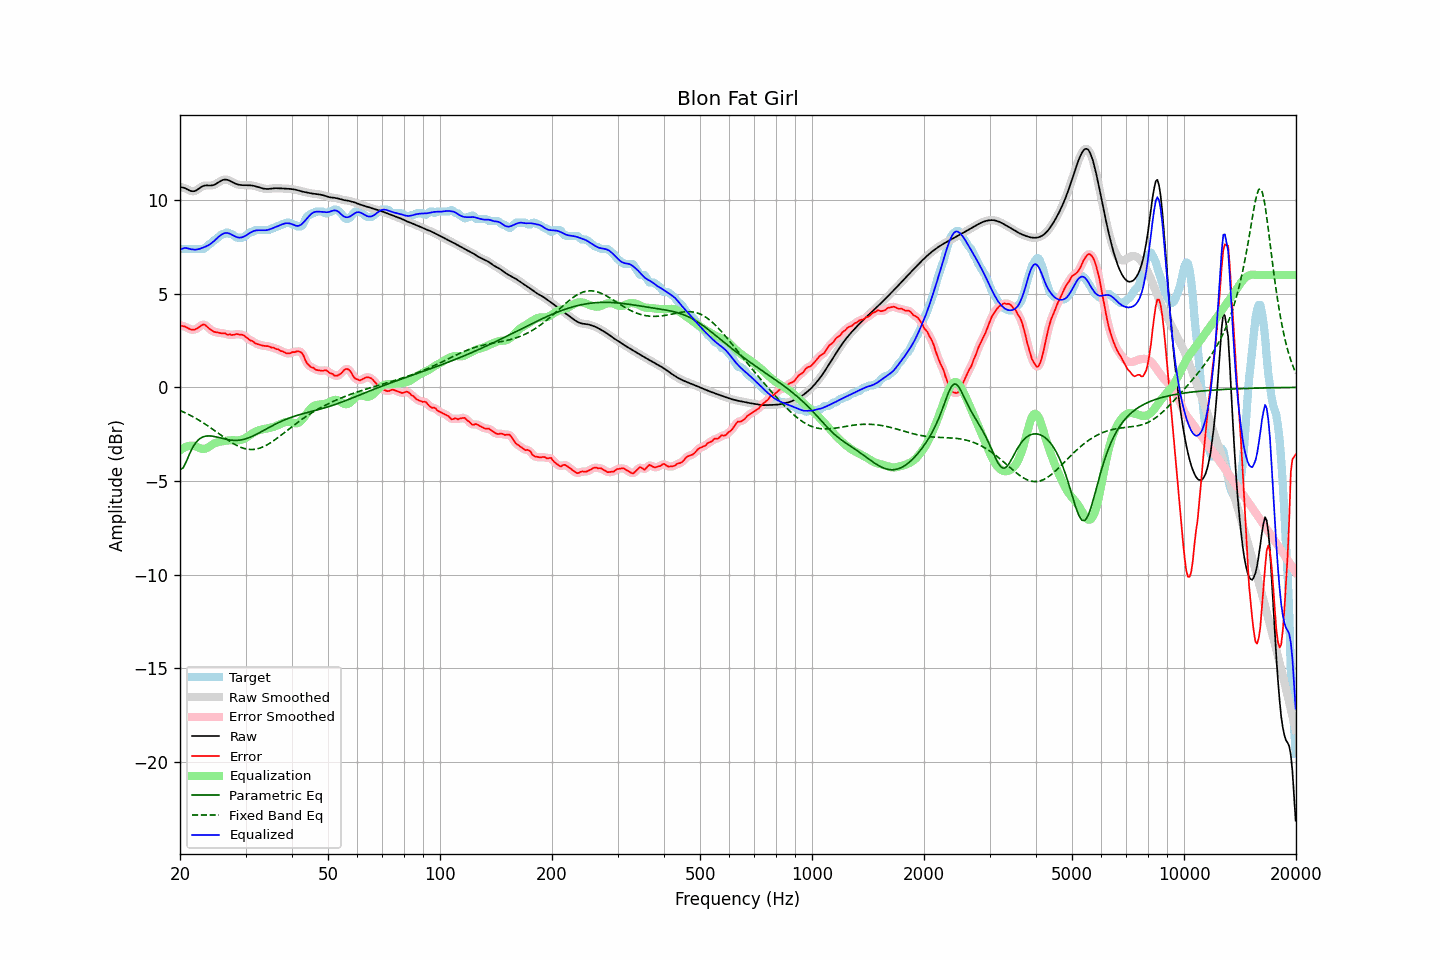 Blon Fat Girl
Amplitude (dBr)
10
5
0
−5
−10
−15
−20
Target
Raw Smoothed
Error Smoothed
Raw
Error
Equalization
Parametric Eq
Fixed Band Eq
Equalized
20 50 100 200 500 1000 2000 5000 10000 20000
Frequency (Hz)